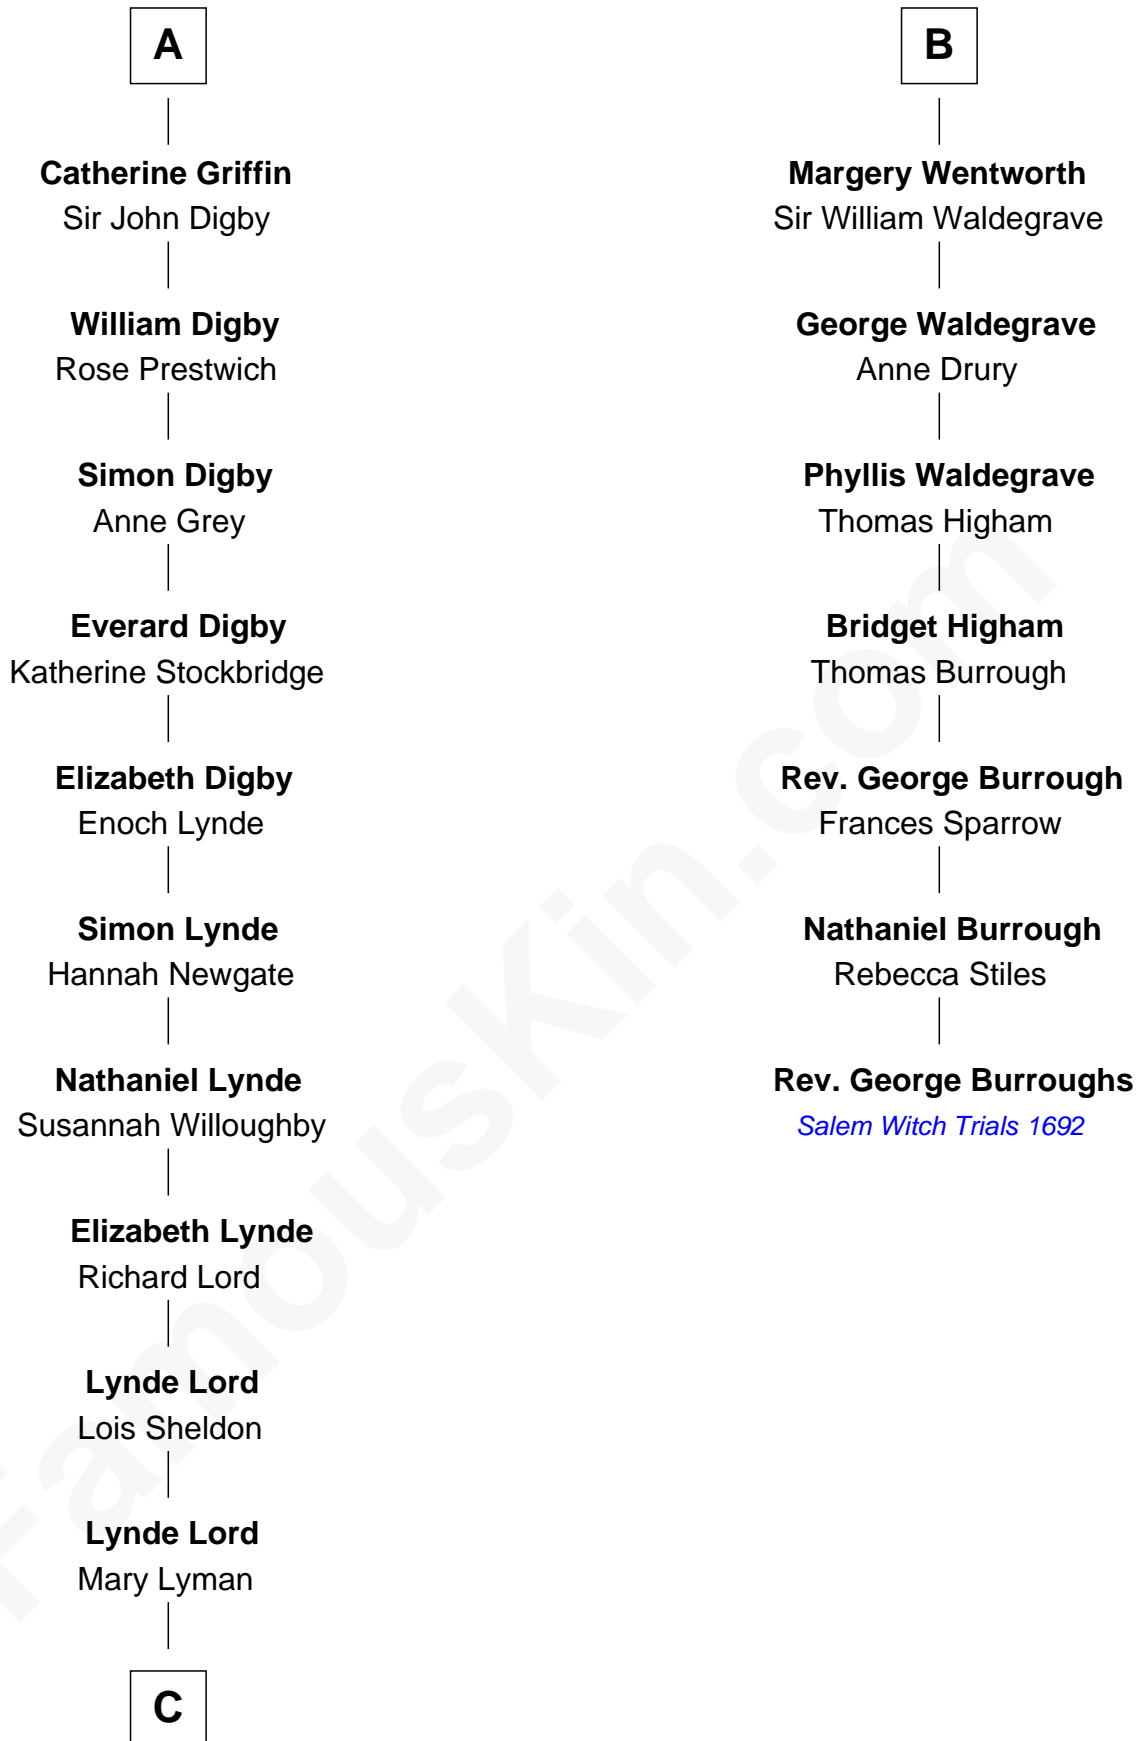 A
Catherine Griffin
Sir John Digby
William Digby
Rose Prestwich
Simon Digby
Anne Grey
Everard Digby
Katherine Stockbridge
Elizabeth Digby
Enoch Lynde
Simon Lynde
Hannah Newgate
Nathaniel Lynde
Susannah Willoughby
Elizabeth Lynde
Richard Lord
Lynde Lord
Lois Sheldon
Lynde Lord
Mary Lyman
C
B
Margery Wentworth
Sir William Waldegrave
George Waldegrave
Anne Drury
Phyllis Waldegrave
Thomas Higham
Bridget Higham
Thomas Burrough
Rev. George Burrough
Frances Sparrow
Nathaniel Burrough
Rebecca Stiles
Rev. George Burroughs
Salem Witch Trials 1692
FamousKin.com